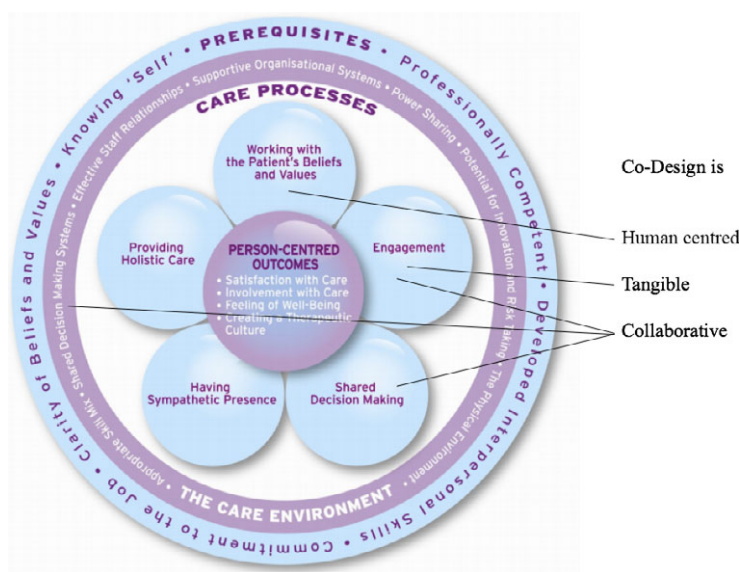 PREREQUISITES • Professionally Competent • Developed Interpersonal Skills • Commitment to the Job • Clarity of Beliefs and Values • Knowing 'Self' •
Supportive Organisational Systems • Power Sharing • Potential for Innovation and Risk Taking • The Physical Environment •
THE CARE ENVIRONMENT
Appropriate Skill Mix • Shared Decision Making Systems • Effective Staff Relationships •
CARE PROCESSES
Working with
the Patient's Beliefs
and Values
Providing
Holistic Care
Engagement
PERSON-CENTRED
OUTCOMES
• Satisfaction with Care
• Involvement with Care
• Feeling of Well-Being
• Creating a Therapeutic
Culture
Having
Sympathetic Presence
Shared
Decision Making
Co-Design is
Human centred
Tangible
Collaborative